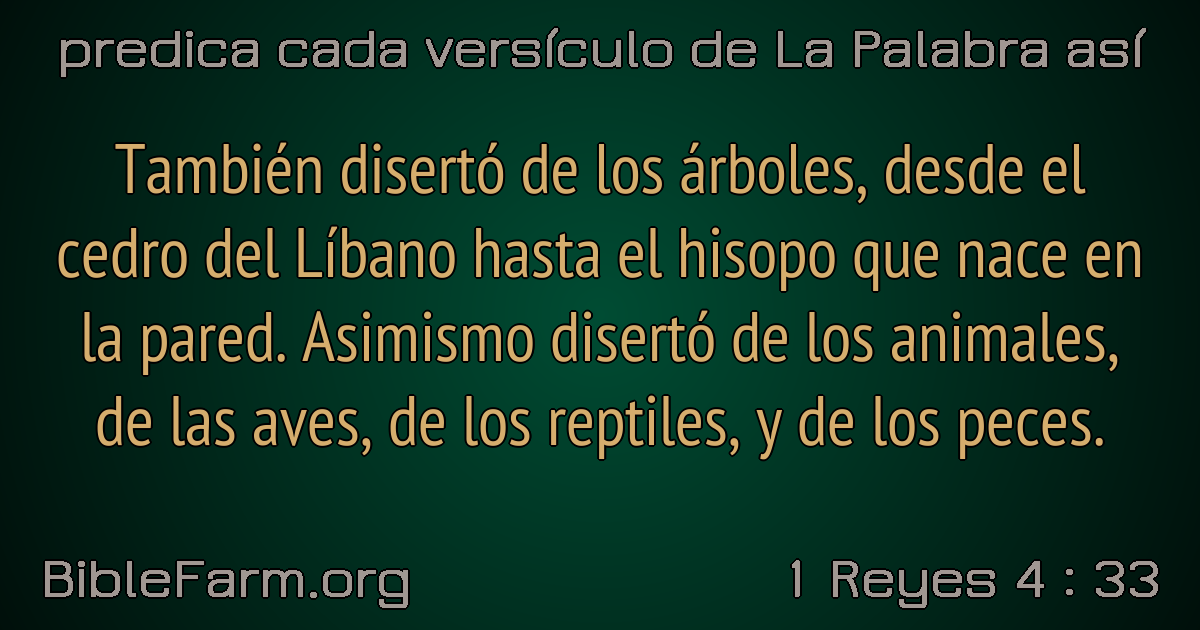 predica cada versículo de La Palabra así
También disertó de los árboles, desde el
cedro del Líbano hasta el hisopo que nace en
la pared. Asimismo disertó de los animales,
de las aves, de los reptiles, y de los peces.
BibleFarm.org
1 Reyes 4 : 33